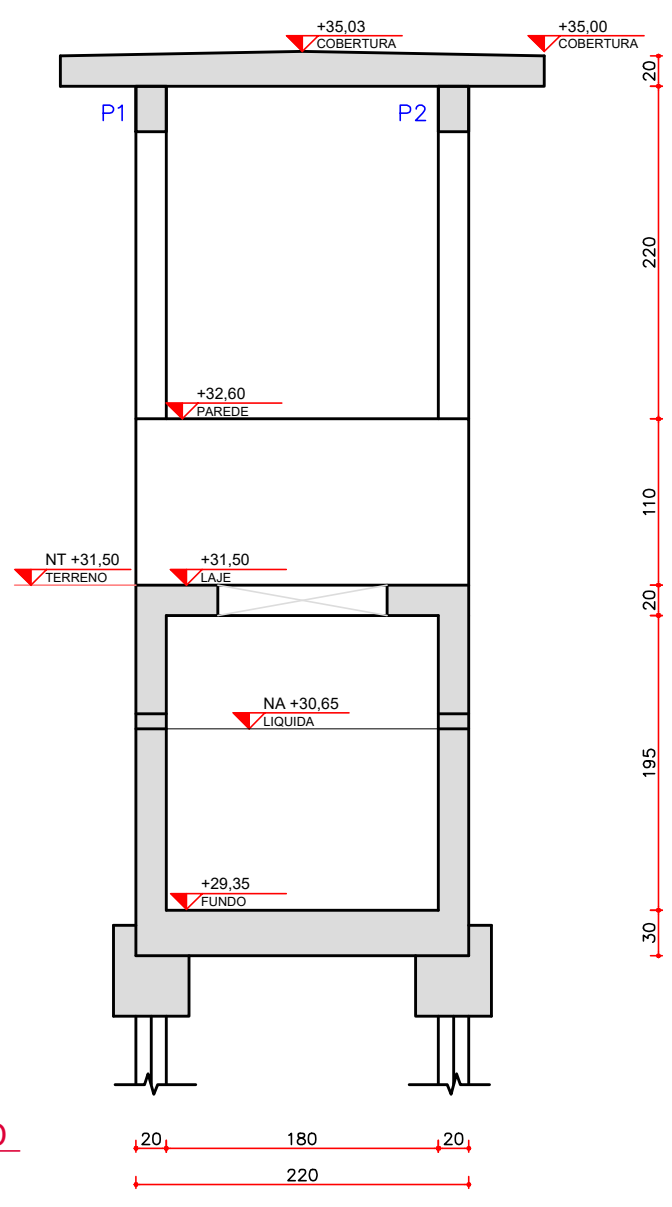 +35,03
COBERTURA
+35,00
COBERTURA
20
P1
P2
220
+32,60
PAREDE
110
NT +31,50
TERRENO
+31,50
LAJE
20
NA +30,65
LIQUIDA
195
+29,35
FUNDO
30
20
180
20
220